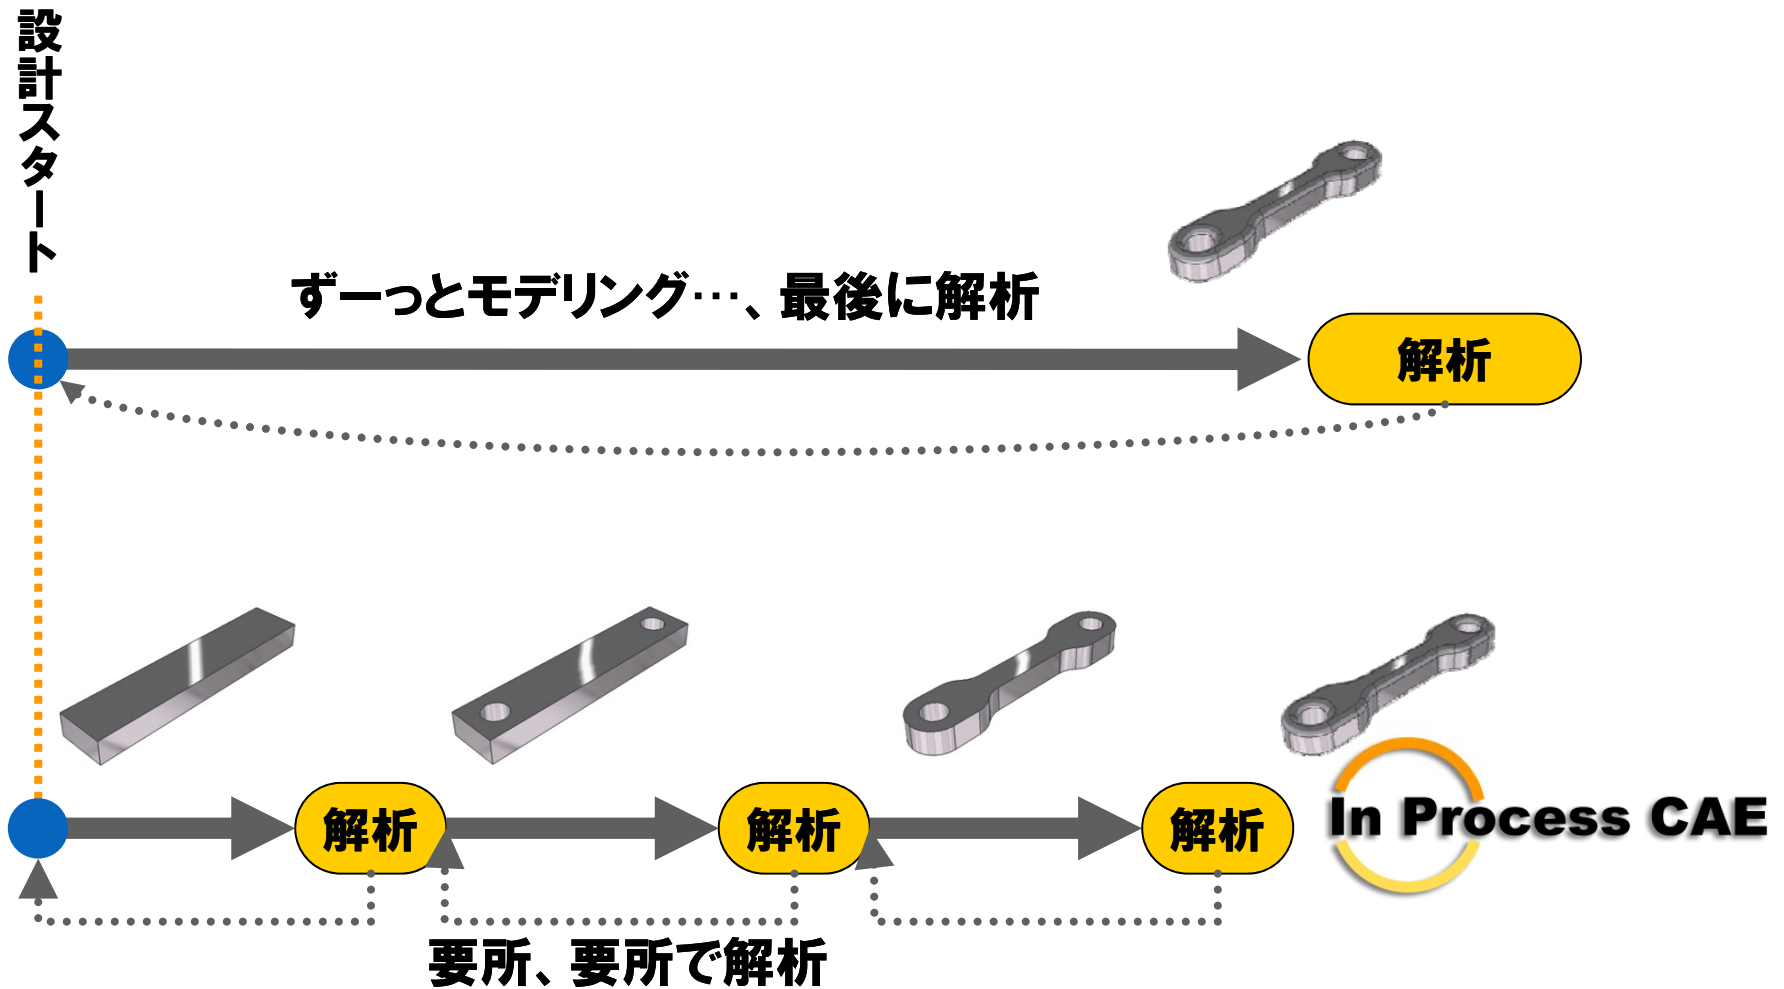 設計スタート
ずーっとモデリング…、最後に解析
解析
解析
解析
解析
In Process CAE
要所、要所で解析